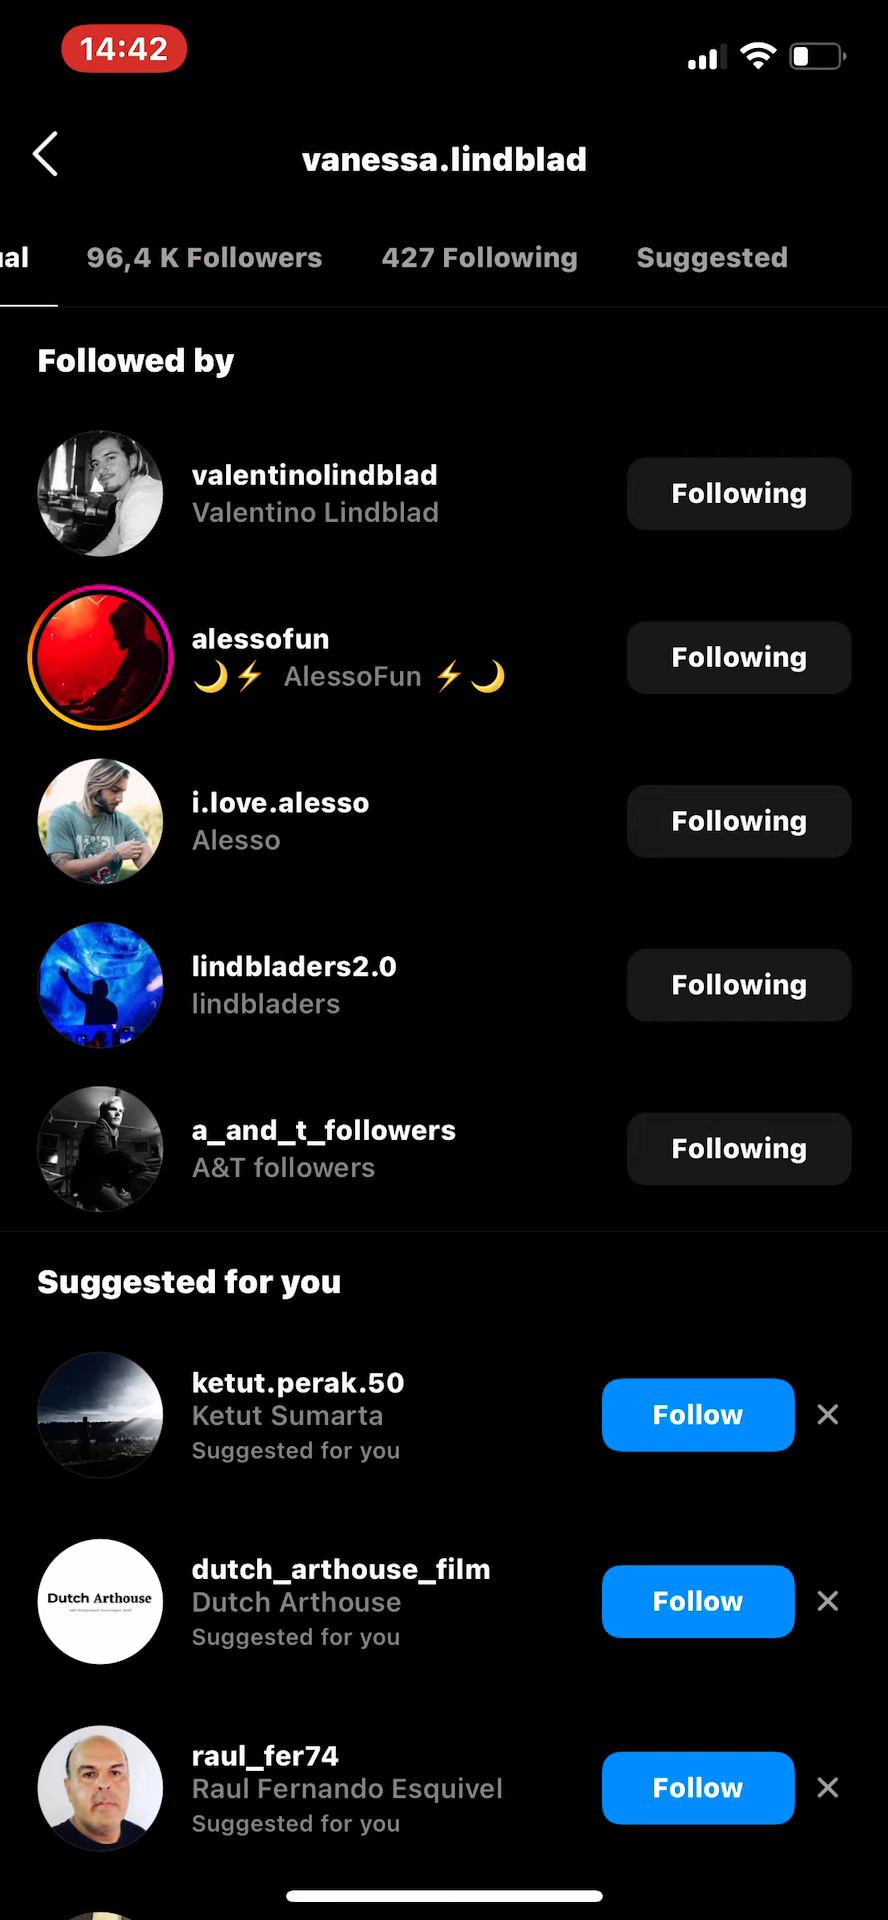 14:42
vanessa.lindblad
ual 96,4 K Followers 427 Following Suggested
Followed by
valentinolindblad
Valentino Lindblad
Following
alessofun
🌙⚡ AlessoFun ⚡🌙
Following
i.love.alesso
Alesso
Following
lindbladers2.0
lindbladers
Following
a_and_t_followers
A&T followers
Following
Suggested for you
ketut.perak.50
Ketut Sumarta
Suggested for you
Follow
Dutch Arthouse
dutch_arthouse_film
Dutch Arthouse
Suggested for you
Follow
raul_fer74
Raul Fernando Esquivel
Suggested for you
Follow